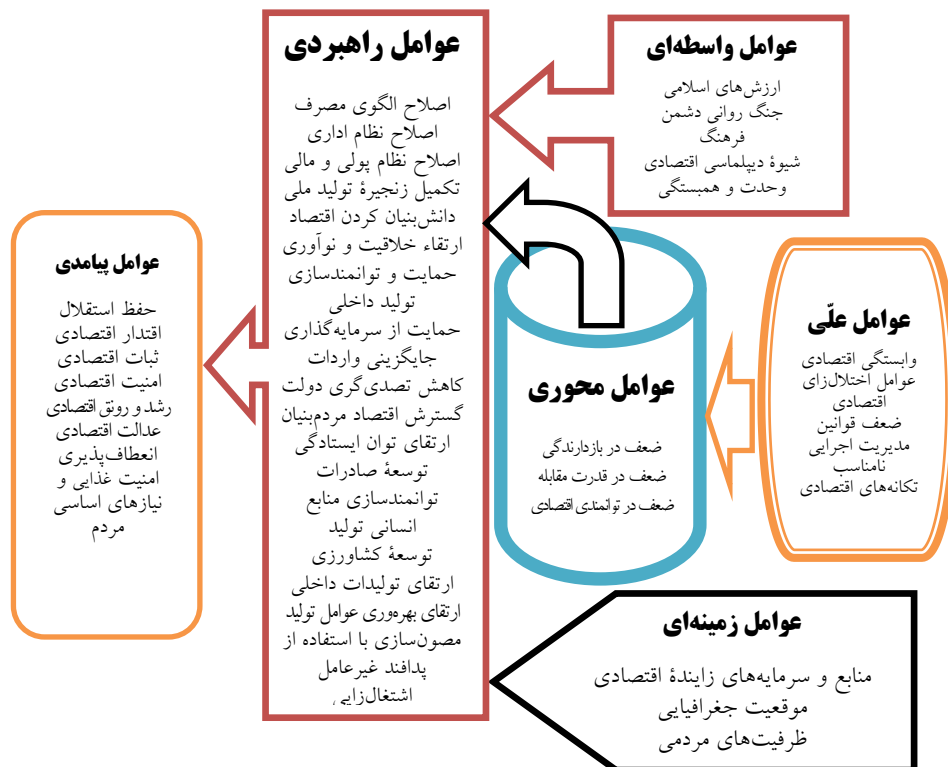 عوامل واسطه‌ای
ارزش‌های اسلامی
جنگ روانی دشمن
فرهنگ
شیوهٔ دیپلماسی اقتصادی
وحدت و همبستگی
عوامل علّی
وابستگی اقتصادی
عوامل اختلال‌زای
اقتصادی
ضعف قوانین
مدیریت اجرایی
نامناسب
تکانه‌های اقتصادی
عوامل محوری
ضعف در بازدارندگی
ضعف در قدرت مقابله
ضعف در توانمندی اقتصادی
عوامل زمینه‌ای
منابع و سرمایه‌های زایندهٔ اقتصادی
موقعیت جغرافیایی
ظرفیت‌های مردمی
عوامل راهبردی
اصلاح الگوی مصرف
اصلاح نظام اداری
اصلاح نظام پولی و مالی
تکمیل زنجیرهٔ تولید ملی
دانش‌بنیان کردن اقتصاد
ارتقاء خلاقیت و نوآوری
حمایت و توانمندسازی
تولید داخلی
حمایت از سرمایه‌گذاری
جایگزینی واردات
کاهش تصدی‌گری دولت
گسترش اقتصاد مردم‌بنیان
ارتقای توان ایستادگی
توسعهٔ صادرات
توانمندسازی منابع
انسانی تولید
توسعهٔ کشاورزی
ارتقای تولیدات داخلی
ارتقای بهره‌وری عوامل تولید
مصون‌سازی با استفاده از
پدافند غیرعامل
اشتغال‌زایی
عوامل پیامدی
حفظ استقلال
اقتدار اقتصادی
ثبات اقتصادی
امنیت اقتصادی
رشد و رونق اقتصادی
عدالت اقتصادی
انعطاف‌پذیری
امنیت غذایی و
نیازهای اساسی
مردم